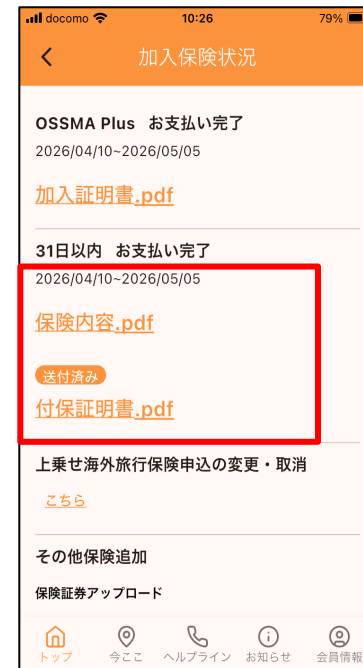 docomo 10:26 79%
加入保険状況
OSSMA Plus お支払い完了
2026/04/10~2026/05/05
加入証明書.pdf
31日以内 お支払い完了
2026/04/10~2026/05/05
保険内容.pdf
送付済み
付保証明書.pdf
上乗せ海外旅行保険申込の変更・取消
こちら
その他保険追加
保険証券アップロード
トップ 今ここ ヘルプライン お知らせ 会員情報